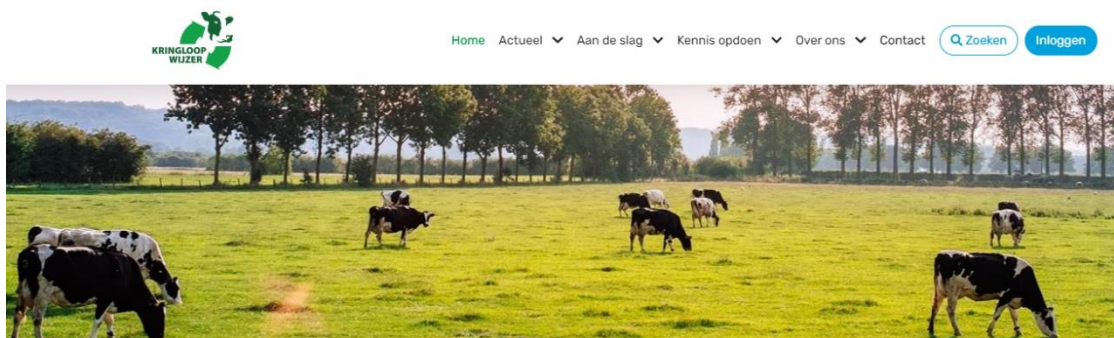 KRINGLOOP
WIJZER
Home Actueel Aan de slag Kennis opdoen Over ons Contact Zoeken Inloggen